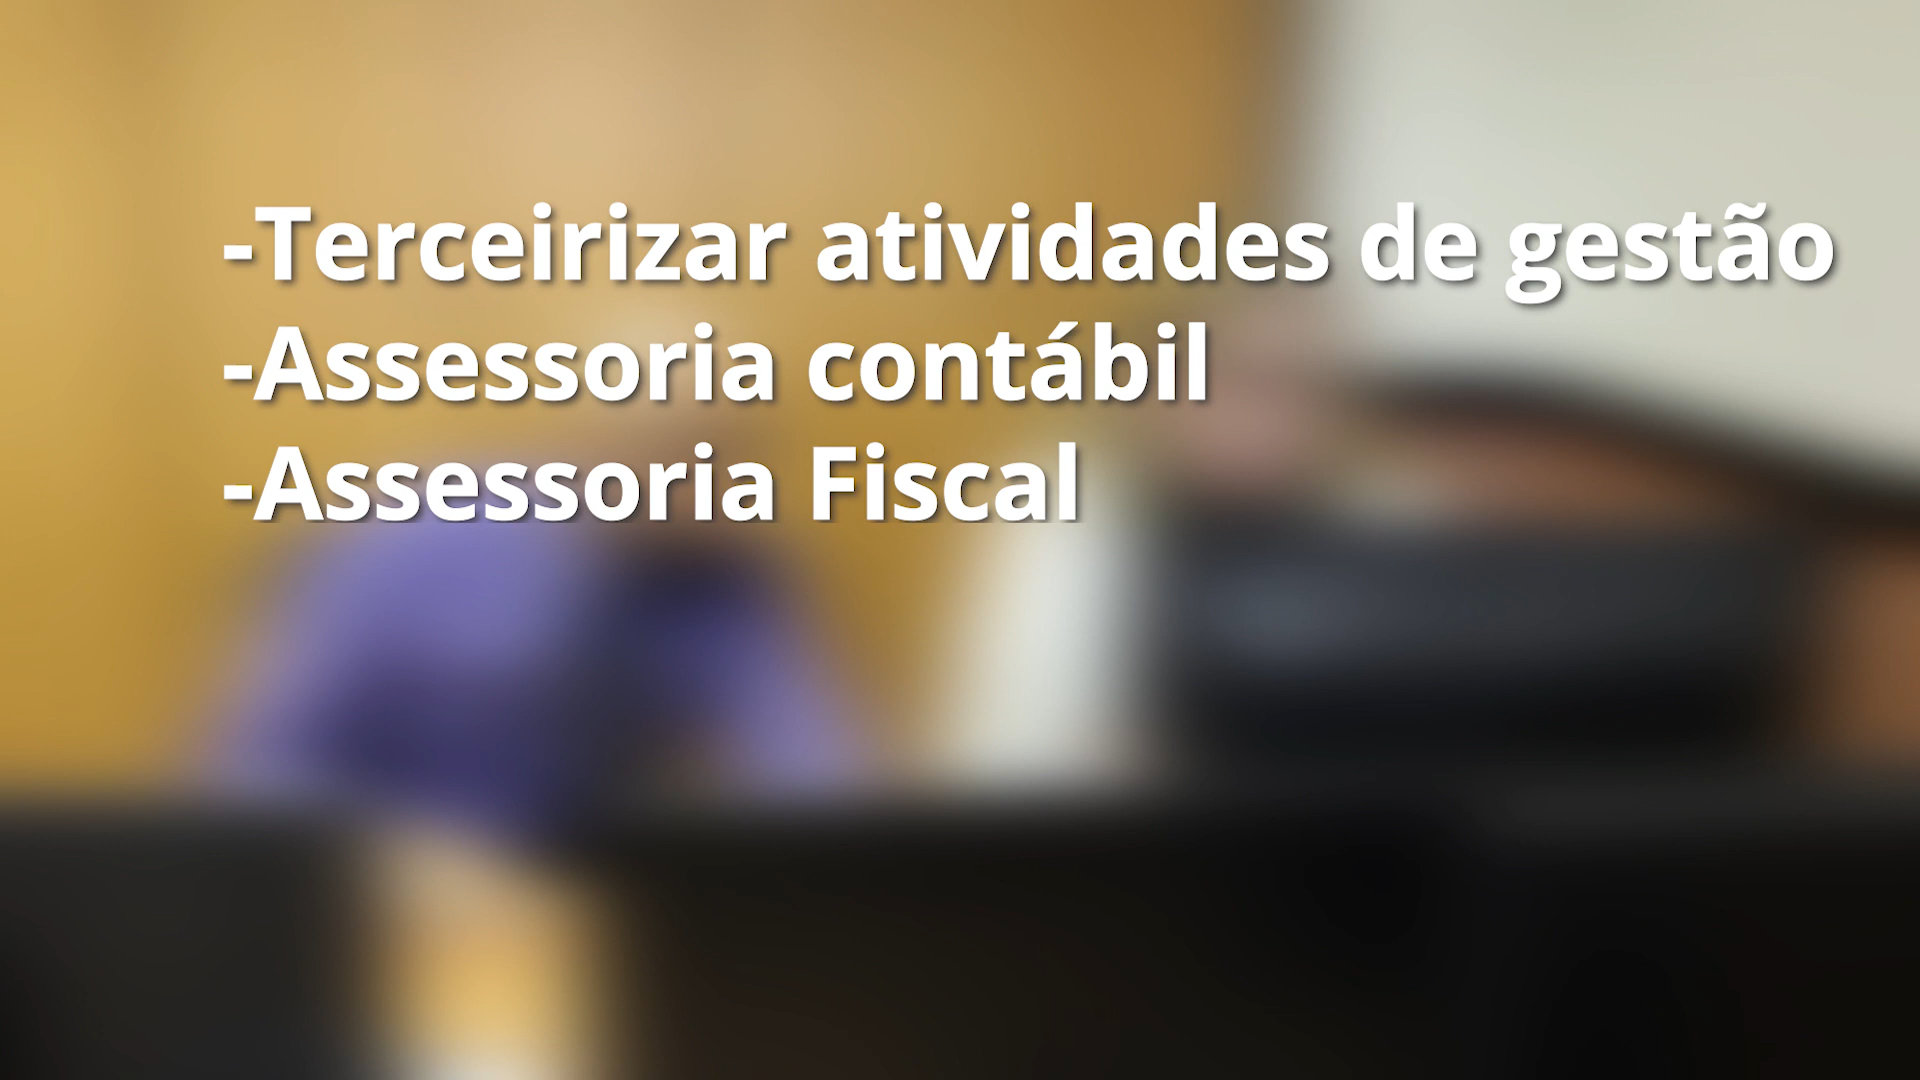 -Terceirizar atividades de gestão
-Assessoria contábil
-Assessoria Fiscal